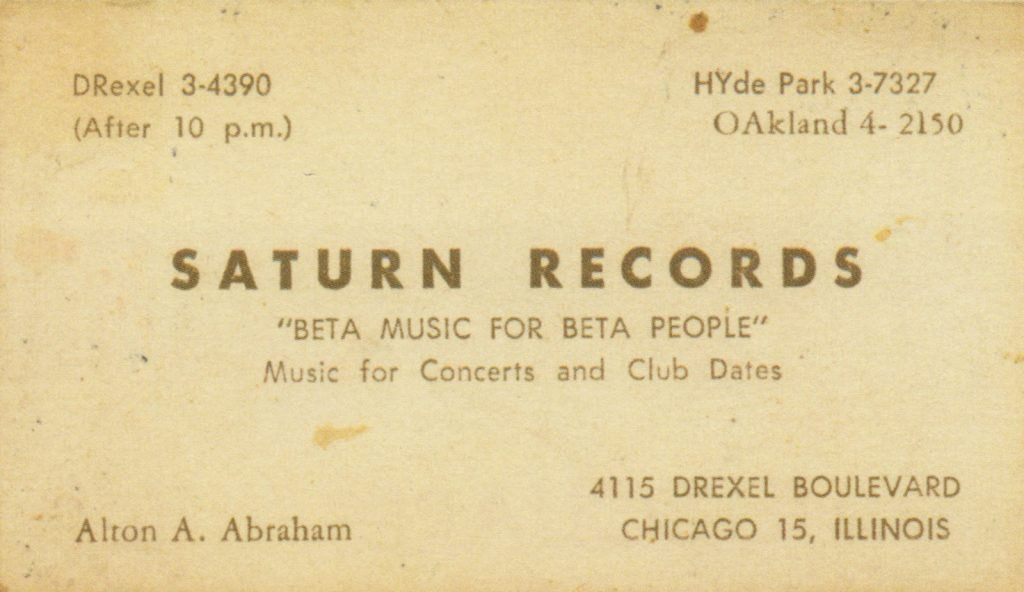 DRexel 3-4390
(After 10 p.m.)
HYde Park 3-7327
OAkland 4- 2150
SATURN RECORDS
"BETA MUSIC FOR BETA PEOPLE"
Music for Concerts and Club Dates
Alton A. Abraham
4115 DREXEL BOULEVARD
CHICAGO 15, ILLINOIS